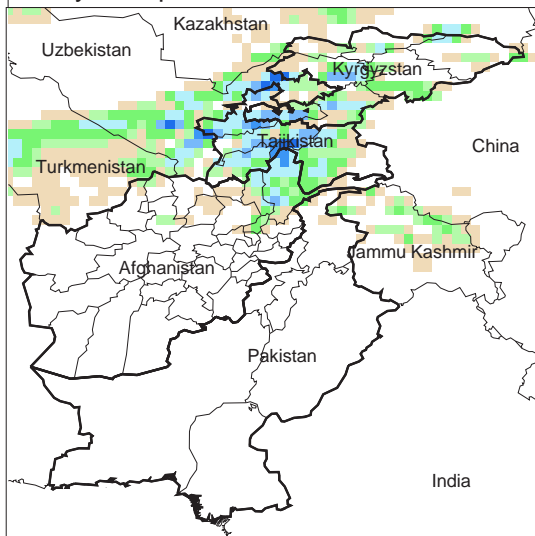 Kazakhstan
Uzbekistan
Kyrgyzstan
Tajikistan
China
Turkmenistan
Jammu Kashmir
Afghanistan
Pakistan
India